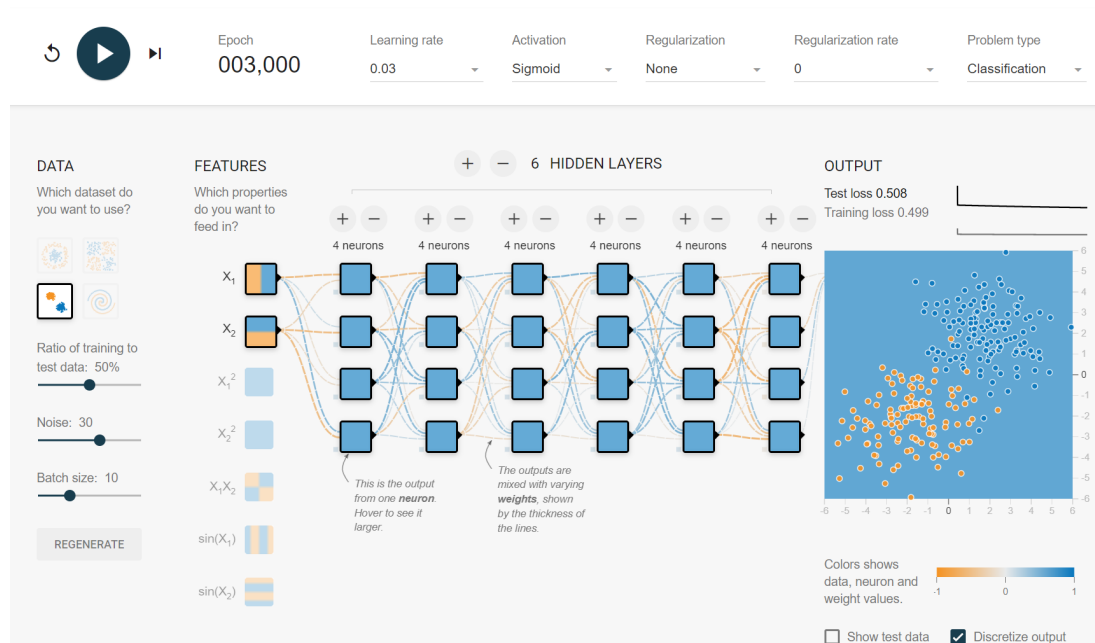 Epoch
003,000
Learning rate
0.03
Activation
Sigmoid
Regularization
None
Regularization rate
0
Problem type
Classification
DATA
Which dataset do
you want to use?
Ratio of training to
test data: 50%
Noise: 30
Batch size: 10
REGENERATE
FEATURES
Which properties
do you want to
feed in?
X₁
X₂
X₁²
X₂²
X₁X₂
sin(X₁)
sin(X₂)
+ − 6 HIDDEN LAYERS
+ − + − + − + − + − + −
4 neurons 4 neurons 4 neurons 4 neurons 4 neurons 4 neurons
This is the output
from one neuron.
Hover to see it
larger.
The outputs are
mixed with varying
weights, shown
by the thickness of
the lines.
OUTPUT
Test loss 0.508
Training loss 0.499
6
5
4
3
2
1
0
-1
-2
-3
-4
-5
-6
-6 -5 -4 -3 -2 -1 0 1 2 3 4 5 6
Colors shows
data, neuron and
weight values.
-1 0 1
Show test data
Discretize output